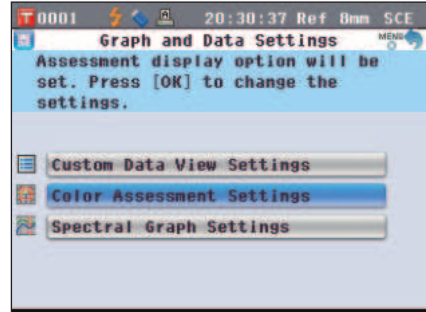 T0001 20:30:37 Ref 8mm SCE
Graph and Data Settings MENU
Assessment display option will be
set. Press [OK] to change the
settings.
Custom Data View Settings
Color Assessment Settings
Spectral Graph Settings